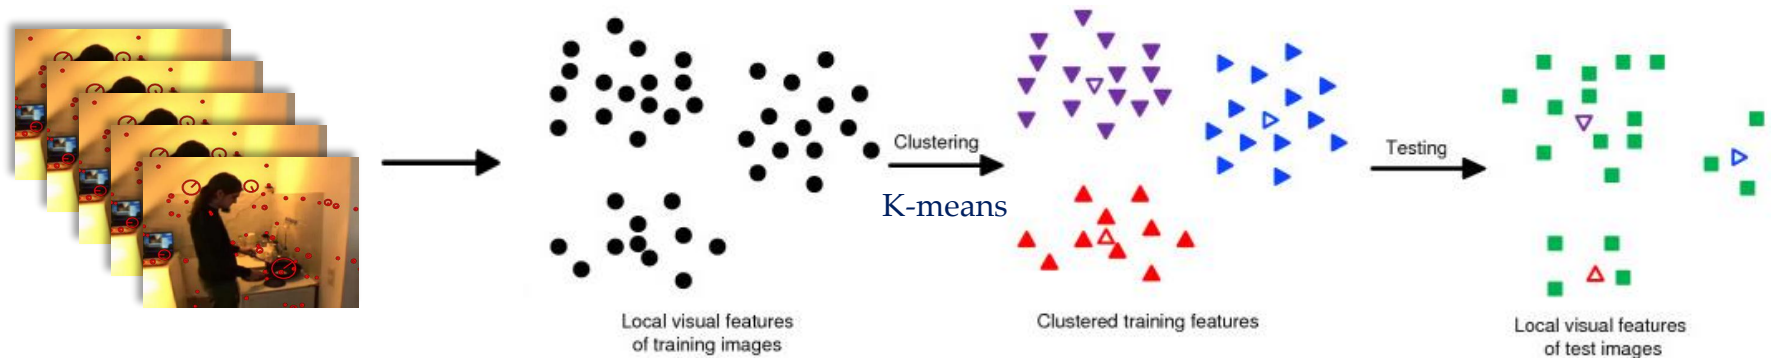 Clustering
K-means
Testing
Local visual features
of training images
Clustered training features
Local visual features
of test images